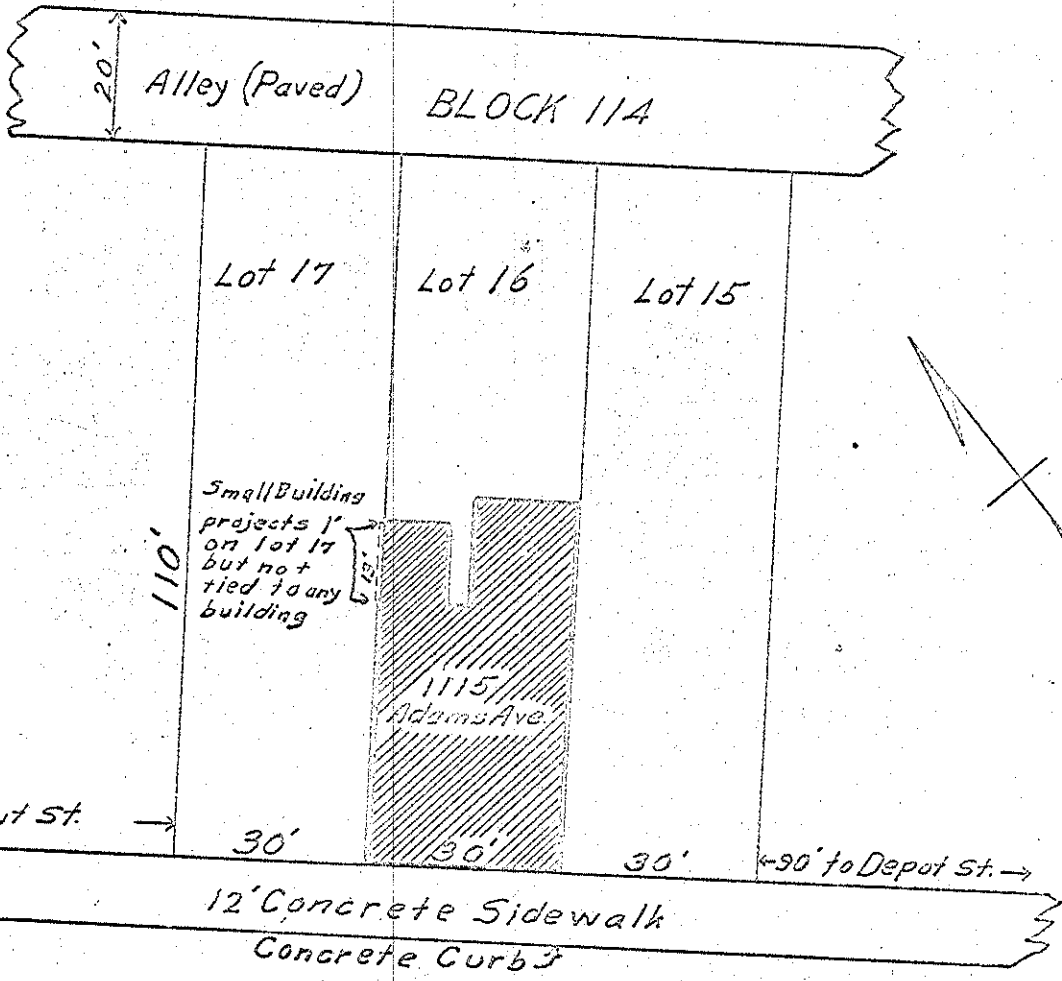 20'
Alley (Paved)
BLOCK 114
Lot 17
Lot 16
Lot 15
Small Building
projects 1'
on lot 17
but not
tied to any
building
110'
1115
Adams Ave.
St.
30'
30'
30'
90' to Depot St.
12' Concrete Sidewalk
Concrete Curb